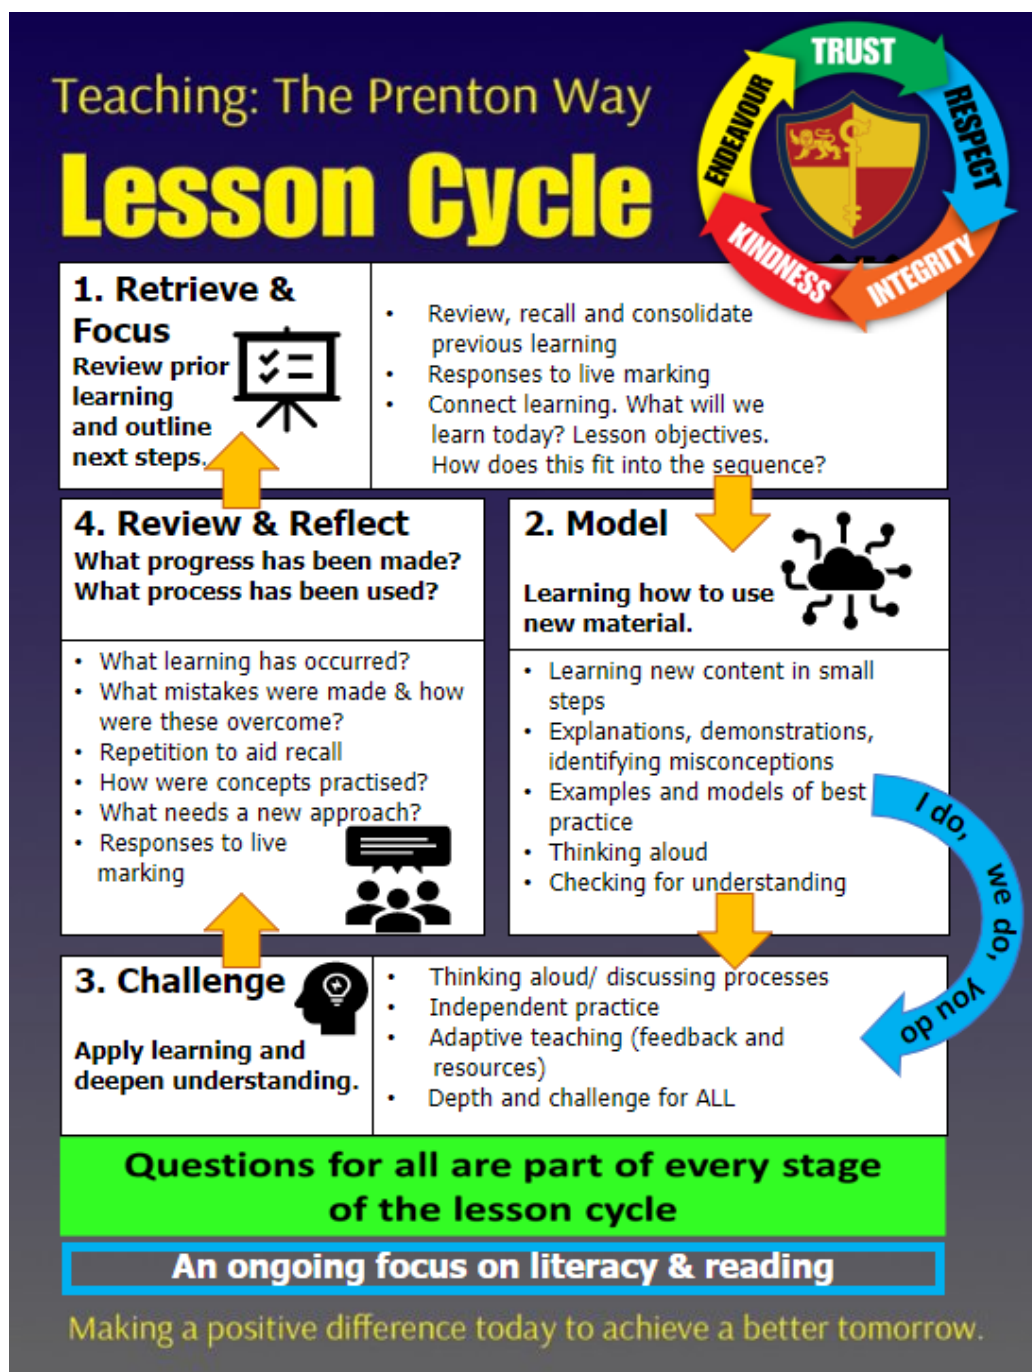 Teaching: The Prenton Way
Lesson Cycle
TRUST
RESPECT
INTEGRITY
KINDNESS
ENDEAVOUR
1. Retrieve &
Focus
Review prior
learning
and outline
next steps.
• Review, recall and consolidate
previous learning
• Responses to live marking
• Connect learning. What will we
learn today? Lesson objectives.
How does this fit into the sequence?
2. Model
Learning how to use
new material.
• Learning new content in small
steps
• Explanations, demonstrations,
identifying misconceptions
• Examples and models of best
practice
• Thinking aloud
• Checking for understanding
I do, we do, you do
3. Challenge
Apply learning and
deepen understanding.
• Thinking aloud/ discussing processes
• Independent practice
• Adaptive teaching (feedback and
resources)
• Depth and challenge for ALL
4. Review & Reflect
What progress has been made?
What process has been used?
• What learning has occurred?
• What mistakes were made & how
were these overcome?
• Repetition to aid recall
• How were concepts practised?
• What needs a new approach?
• Responses to live
marking
Questions for all are part of every stage
of the lesson cycle
An ongoing focus on literacy & reading
Making a positive difference today to achieve a better tomorrow.